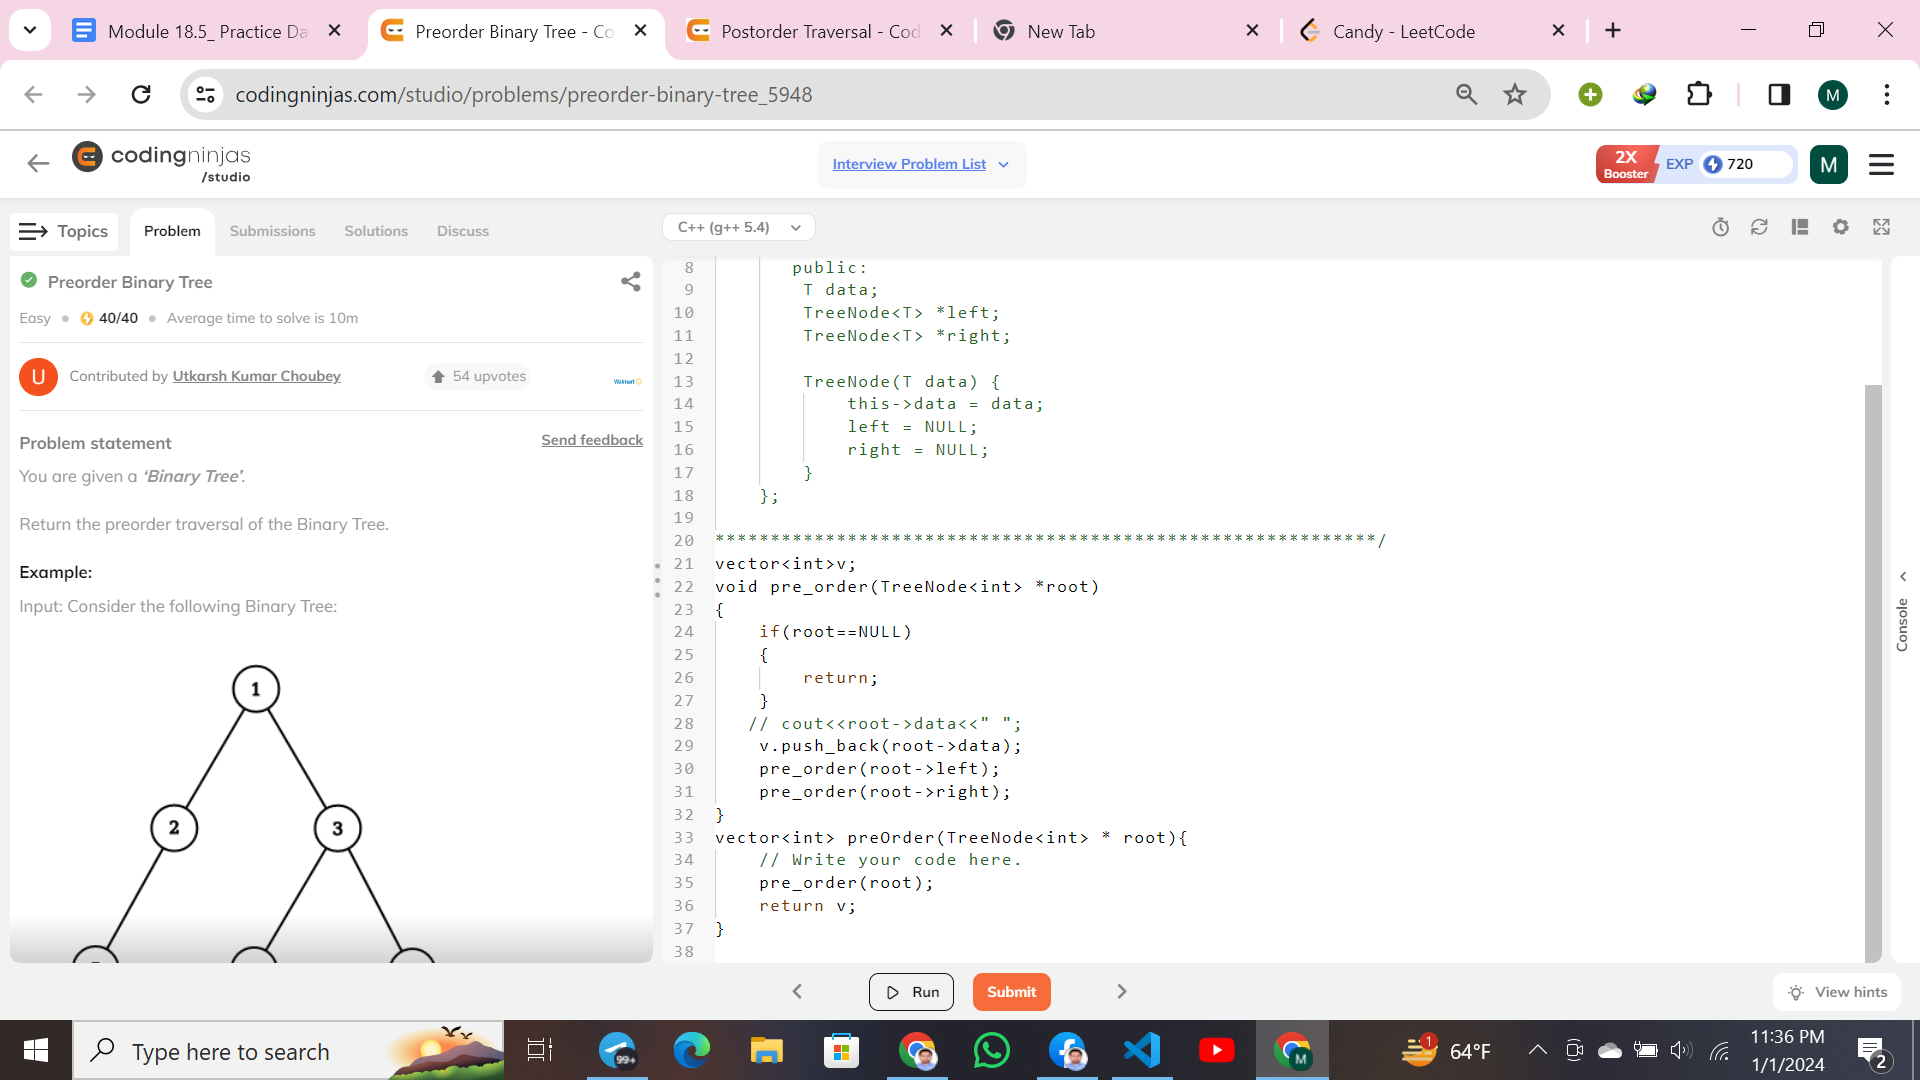 Module 18.5_ Practice Da
Preorder Binary Tree - Co
Postorder Traversal - Cod
New Tab
Candy - LeetCode
codingninjas.com/studio/problems/preorder-binary-tree_5948
M
codingninjas
/studio
Interview Problem List
2X
Booster
EXP
720
M
Topics
Problem
Submissions
Solutions
Discuss
C++ (g++ 5.4)
Preorder Binary Tree
Easy
40/40
Average time to solve is 10m
U
Contributed by Utkarsh Kumar Choubey
54 upvotes
Walmart
Problem statement
Send feedback
You are given a ‘Binary Tree’.
Return the preorder traversal of the Binary Tree.
Example:
Input: Consider the following Binary Tree:
1
2
3
8 public:
9 T data;
10 TreeNode<T> *left;
11 TreeNode<T> *right;
12
13 TreeNode(T data) {
14 this->data = data;
15 left = NULL;
16 right = NULL;
17 }
18 };
19
20 ************************************************************/
21 vector<int>v;
22 void pre_order(TreeNode<int> *root)
23 {
24 if(root==NULL)
25 {
26 return;
27 }
28 // cout<<root->data<<" ";
29 v.push_back(root->data);
30 pre_order(root->left);
31 pre_order(root->right);
32 }
33 vector<int> preOrder(TreeNode<int> * root){
34 // Write your code here.
35 pre_order(root);
36 return v;
37 }
38
Console
Run
Submit
View hints
Type here to search
99+
M
1
64°F
11:36 PM
1/1/2024
2